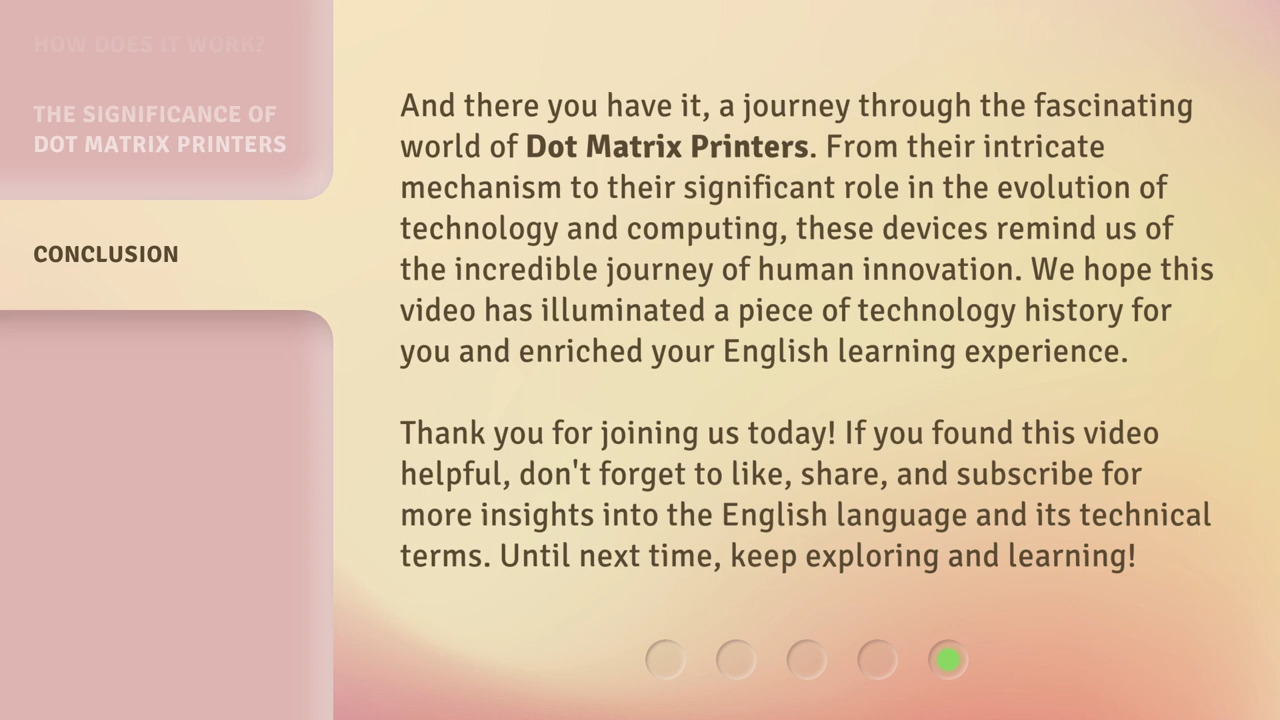 HOW DOES IT WORK?
THE SIGNIFICANCE OF
DOT MATRIX PRINTERS
CONCLUSION
And there you have it, a journey through the fascinating
world of Dot Matrix Printers. From their intricate
mechanism to their significant role in the evolution of
technology and computing, these devices remind us of
the incredible journey of human innovation. We hope this
video has illuminated a piece of technology history for
you and enriched your English learning experience.
Thank you for joining us today! If you found this video
helpful, don't forget to like, share, and subscribe for
more insights into the English language and its technical
terms. Until next time, keep exploring and learning!